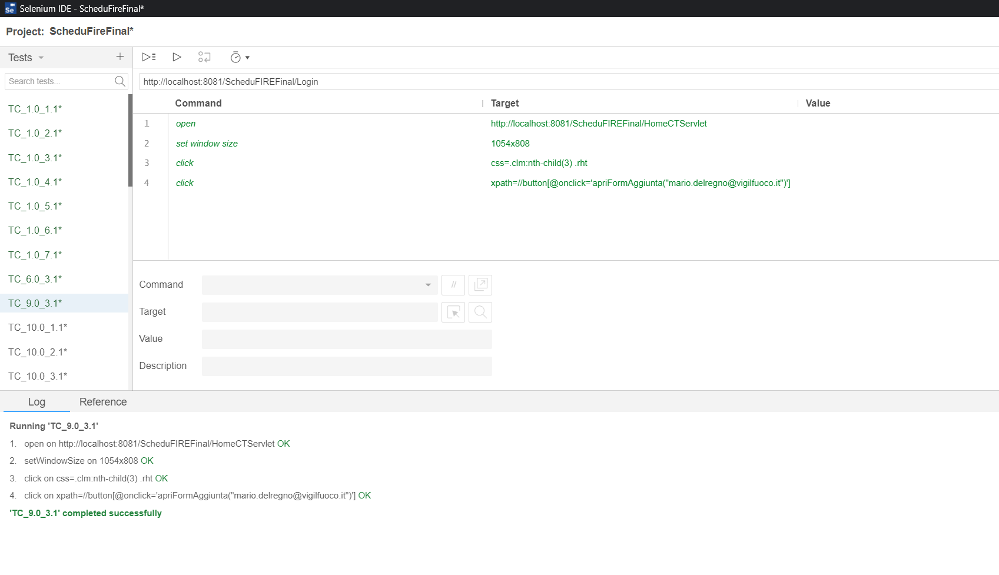 Selenium IDE - ScheduFireFinal*
Project: ScheduFireFinal*
Tests
Search tests...
TC_1.0_1.1*
TC_1.0_2.1*
TC_1.0_3.1*
TC_1.0_4.1*
TC_1.0_5.1*
TC_1.0_6.1*
TC_1.0_7.1*
TC_6.0_3.1*
TC_9.0_3.1*
TC_10.0_1.1*
TC_10.0_2.1*
TC_10.0_3.1*
http://localhost:8081/ScheduFIREFinal/Login
Command Target Value
1 open http://localhost:8081/ScheduFIREFinal/HomeCTServlet
2 set window size 1054x808
3 click css=.clm:nth-child(3) .rht
4 click xpath=//button[@onclick='apriFormAggiunta("mario.delregno@vigilfuoco.it")']
Command //
Target
Value
Description
Log Reference
Running 'TC_9.0_3.1'
1. open on http://localhost:8081/ScheduFIREFinal/HomeCTServlet OK
2. setWindowSize on 1054x808 OK
3. click on css=.clm:nth-child(3) .rht OK
4. click on xpath=//button[@onclick='apriFormAggiunta("mario.delregno@vigilfuoco.it")'] OK
'TC_9.0_3.1' completed successfully